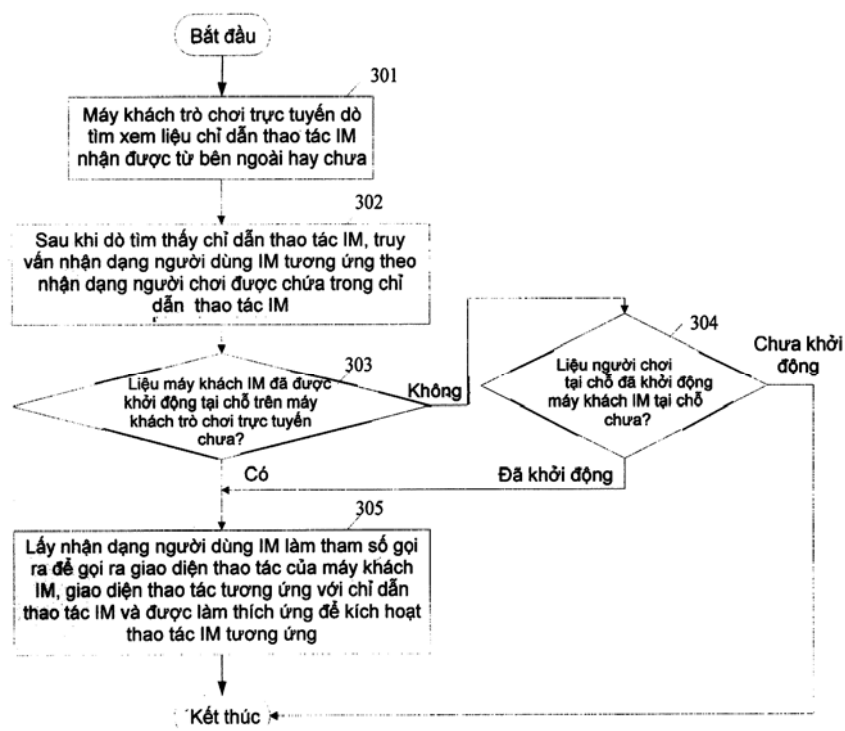 Bắt đầu
301
Máy khách trò chơi trực tuyến dò
tìm xem liệu chỉ dẫn thao tác IM
nhận được từ bên ngoài hay chưa
302
Sau khi dò tìm thấy chỉ dẫn thao tác IM, truy
vấn nhận dạng người dùng IM tương ứng theo
nhận dạng người chơi được chứa trong chỉ
dẫn thao tác IM
303
Liệu máy khách IM đã được
khởi động tại chỗ trên máy
khách trò chơi trực tuyến
chưa?
Không
304
Liệu người chơi
tại chỗ đã khởi động
máy khách IM tại chỗ
chưa?
Chưa khởi
động
Có
Đã khởi động
305
Lấy nhận dạng người dùng IM làm tham số gọi
ra để gọi ra giao diện thao tác của máy khách
IM, giao diện thao tác tương ứng với chỉ dẫn
thao tác IM và được làm thích ứng để kích hoạt
thao tác IM tương ứng
Kết thúc